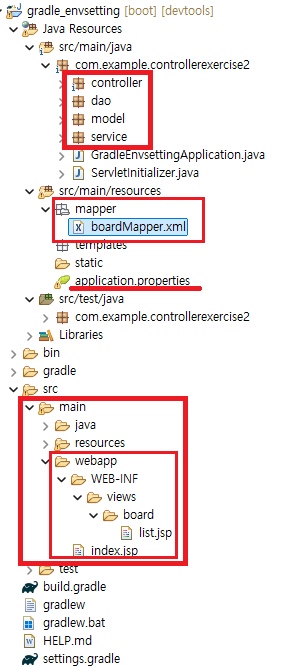 gradle_envsetting [boot] [devtools]
Java Resources
src/main/java
com.example.controllerexercise2
controller
dao
model
service
GradleEnvsettingApplication.java
ServletInitializer.java
src/main/resources
mapper
boardMapper.xml
templates
static
application.properties
src/test/java
com.example.controllerexercise2
Libraries
bin
gradle
src
main
java
resources
webapp
WEB-INF
views
board
list.jsp
index.jsp
test
build.gradle
gradlew
gradlew.bat
HELP.md
settings.gradle